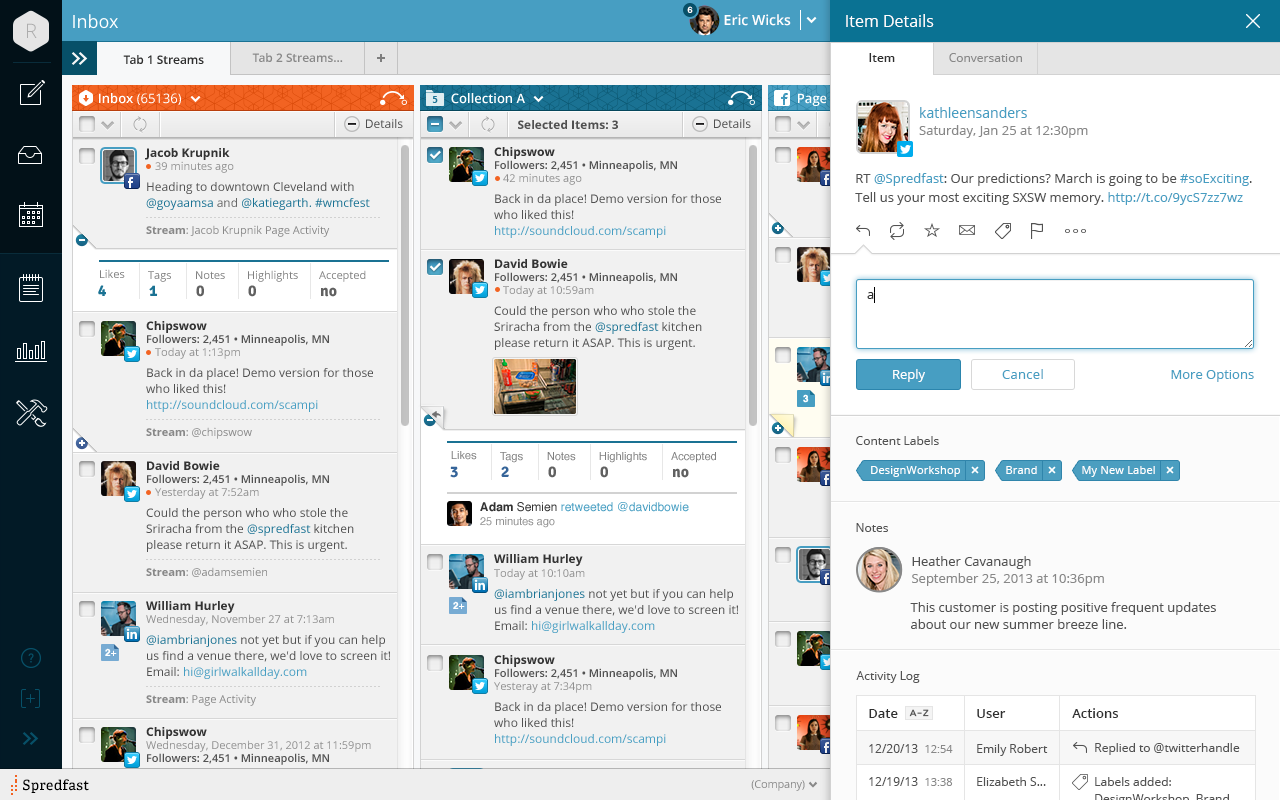 R
Inbox
6
Eric Wicks
Tab 1 Streams
Tab 2 Streams...
+
Inbox (65136)
Details
Jacob Krupnik
39 minutes ago
Heading to downtown Cleveland with
@goyaamsa and @katiegarth. #wmcfest
Stream: Jacob Krupnik Page Activity
Likes Tags Notes Highlights Accepted
4 1 0 0 no
Chipswow
Followers: 2,451 • Minneapolis, MN
Today at 1:13pm
Back in da place! Demo version for those
who liked this!
http://soundcloud.com/scampi
Stream: @chipswow
David Bowie
Followers: 2,451 • Minneapolis, MN
Yesterday at 7:52am
Could the person who who stole the
Sriracha from the @spredfast kitchen
please return it ASAP. This is urgent.
Stream: @adamsemien
William Hurley
Wednesday, November 27 at 7:13am
2+
@iambrianjones not yet but if you can help
us find a venue there, we'd love to screen it!
Email: hi@girlwalkallday.com
Stream: Page Activity
Chipswow
Wednesday, December 31, 2012 at 11:59pm
Followers: 2,451 • Minneapolis, MN
5
Collection A
Selected Items: 3
Details
Chipswow
Followers: 2,451 • Minneapolis, MN
42 minutes ago
Back in da place! Demo version for those
who liked this!
http://soundcloud.com/scampi
David Bowie
Followers: 2,451 • Minneapolis, MN
Today at 10:59am
Could the person who who stole the
Sriracha from the @spredfast kitchen
please return it ASAP. This is urgent.
Likes Tags Notes Highlights Accepted
3 2 0 0 no
Adam Semien retweeted @davidbowie
25 minutes ago
William Hurley
Today at 10:10am
2+
@iambrianjones not yet but if you can help
us find a venue there, we'd love to screen it!
Email: hi@girlwalkallday.com
Chipswow
Followers: 2,451 • Minneapolis, MN
Yesteray at 7:34pm
Back in da place! Demo version for those
who liked this!
http://soundcloud.com/scampi
Page
3
Spredfast
(Company)
Item Details
Item
Conversation
kathleensanders
Saturday, Jan 25 at 12:30pm
RT @Spredfast: Our predictions? March is going to be #soExciting.
Tell us your most exciting SXSW memory. http://t.co/9ycS7zz7wz
a
Reply
Cancel
More Options
Content Labels
DesignWorkshop ×
Brand ×
My New Label ×
Notes
Heather Cavanaugh
September 25, 2013 at 10:36pm
This customer is posting positive frequent updates
about our new summer breeze line.
Activity Log
Date A-Z User Actions
12/20/13 12:54 Emily Robert Replied to @twitterhandle
12/19/13 13:38 Elizabeth S... Labels added:
DesignWorkshop, Brand